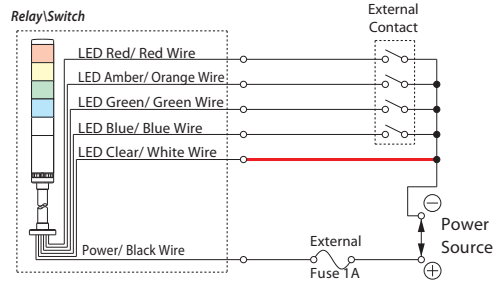 Relay\Switch
External
Contact
LED Red/ Red Wire
LED Amber/ Orange Wire
LED Green/ Green Wire
LED Blue/ Blue Wire
LED Clear/ White Wire
Power/ Black Wire
External
Fuse 1A
Power
Source
−
+